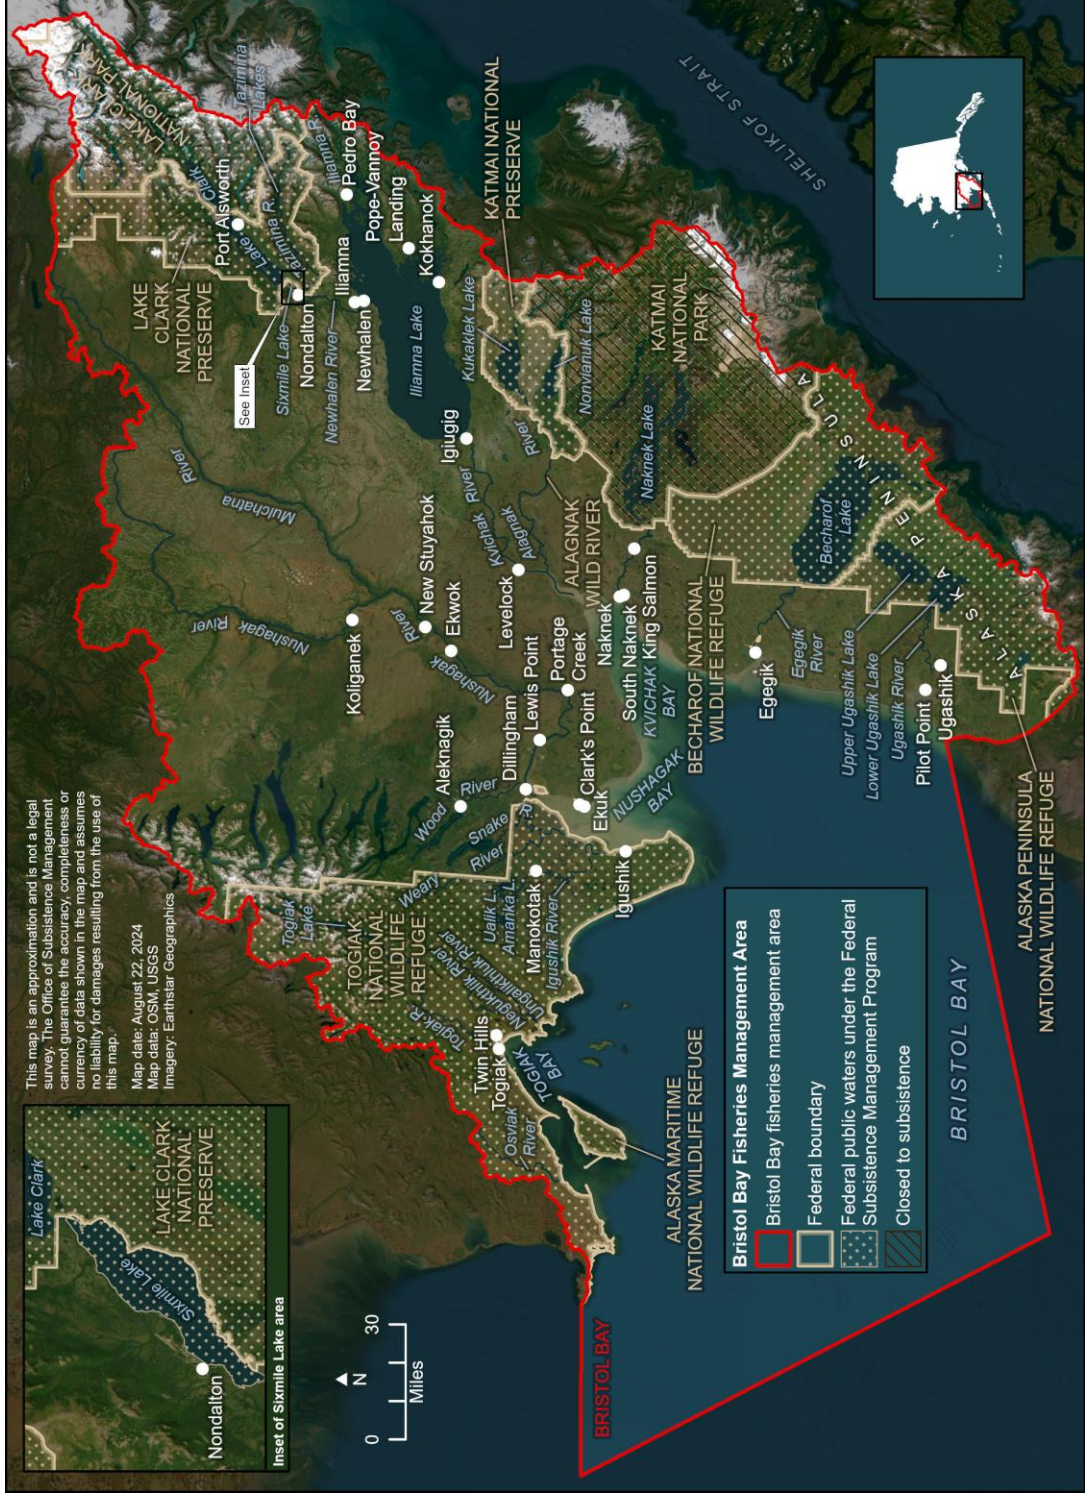 This map is an approximation and is not a legal
survey. The Office of Subsistence Management
cannot guarantee the accuracy, completeness or
currency of data shown in the map and assumes
no liability for damages resulting from the use of
this map.
Map date: August 22, 2024
Map data: OSM, USGS
Imagery: Earthstar Geographics
Lake Clark
LAKE CLARK
NATIONAL
PRESERVE
Sixmile Lake
Nondalton
Inset of Sixmile Lake area
0
30
Miles
N
LAKE CLARK
NATIONAL PARK
Tazimina
Lakes
LAKE
CLARK
NATIONAL
PRESERVE
Port Alsworth
Lake Clark
Tazimina R.
See Inset
Sixmile Lake
Nondalton
Newhalen River
Iliamna
Newhalen
Iliamna
Pedro Bay
Pope-Vannoy
Landing
Kokhanok
Iliamna Lake
Igiugig
Kukaklek Lake
KATMAI NATIONAL
PRESERVE
Nonvianuk Lake
KATMAI
NATIONAL
PARK
Naknek Lake
SHELIKOF STRAIT
Mulchatna
River
Nushagak
River
Koliganek
New Stuyahok
Ekwok
Nushagak
River
Kvichak
River
Levelock
Alagnak
River
ALAGNAK
WILD RIVER
Aleknagik
Wood
River
Dillingham
Lewis Point
Portage
Creek
Clark's Point
Ekuk
NUSHAGAK
BAY
KVICHAK
BAY
Naknek
South Naknek
King Salmon
BECHAROF NATIONAL
WILDLIFE REFUGE
Becharof
Lake
Egegik
Egegik
River
Upper Ugashik Lake
Lower Ugashik Lake
Ugashik River
Pilot Point
Ugashik
ALASKA PENINSULA
ALASKA PENINSULA
NATIONAL WILDLIFE REFUGE
Togiak
Lake
TOGIAK
NATIONAL
WILDLIFE
REFUGE
Weary
River
Snake
R.
Ualik L.
Amanka L.
Manokotak
Igushik River
Igushik
Ungalikthluk River
Negukthlik River
Togiak R.
Twin Hills
Togiak
TOGIAK
BAY
Osviak
River
ALASKA MARITIME
NATIONAL WILDLIFE REFUGE
BRISTOL BAY
BRISTOL BAY
Bristol Bay Fisheries Management Area
Bristol Bay fisheries management area
Federal boundary
Federal public waters under the Federal
Subsistence Management Program
Closed to subsistence